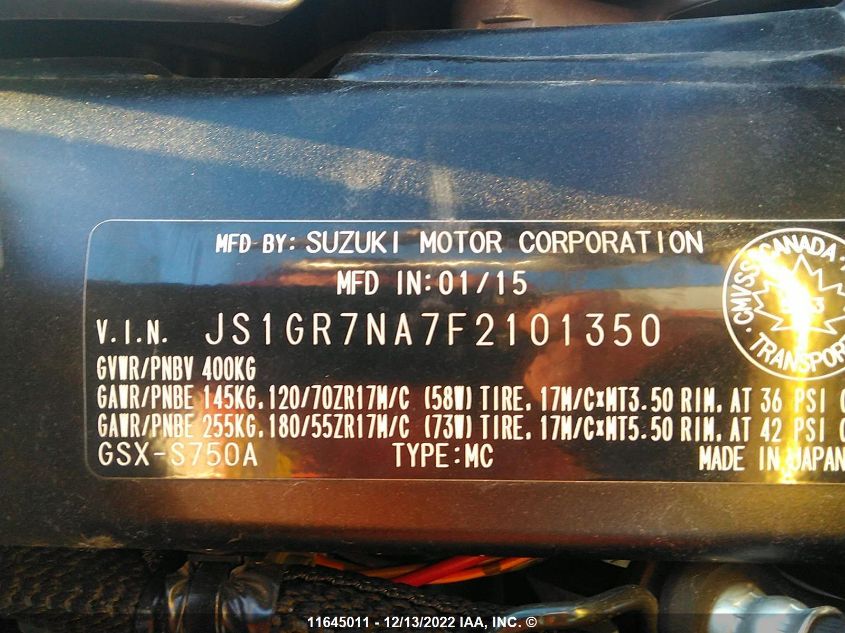 MFD BY: SUZUKI MOTOR CORPORATION
MFD IN:01/15
V.I.N. JS1GR7NA7F2101350
GVWR/PNBV 400KG
GAWR/PNBE 145KG.120/70ZR17M/C (58W) TIRE. 17M/C×MT3.50 RIM. AT 36 PSI
GAWR/PNBE 255KG.180/55ZR17M/C (73W) TIRE. 17M/C×MT5.50 RIM. AT 42 PSI
GSX-S750A TYPE:MC MADE IN JAPAN
CANADA
CMVSS
TRANSPORT
11645011 - 12/13/2022 IAA, INC. ©